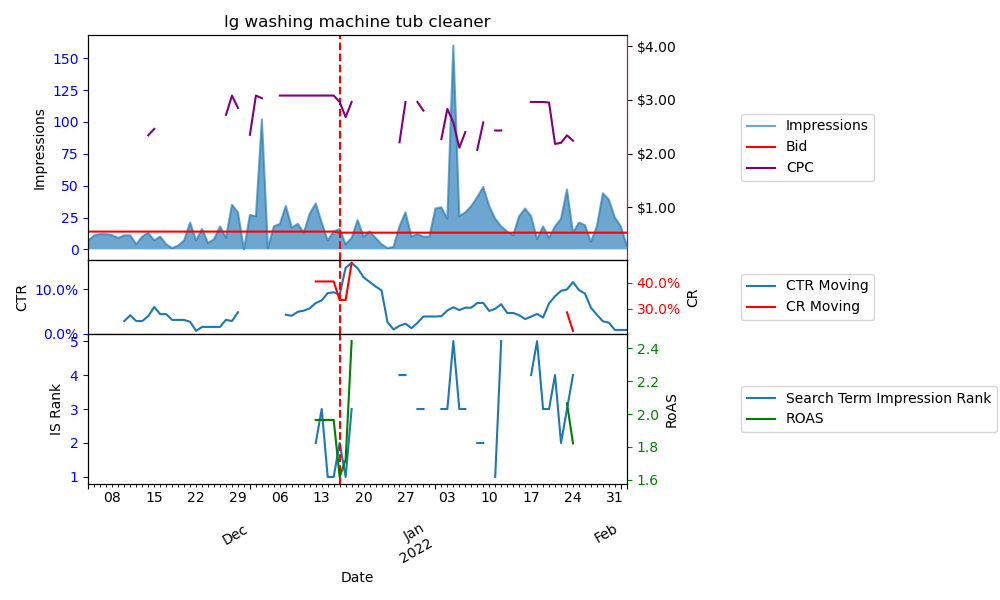 lg washing machine tub cleaner
Impressions
150
125
100
75
50
25
0
$4.00
$3.00
$2.00
$1.00
Impressions
Bid
CPC
CTR
10.0%
0.0%
40.0%
30.0%
CR
CTR Moving
CR Moving
IS Rank
5
4
3
2
1
2.4
2.2
2.0
1.8
1.6
RoAS
Search Term Impression Rank
ROAS
08 15 22 29 06 13 20 27 03 10 17 24 31
Dec Jan Feb
2022
Date